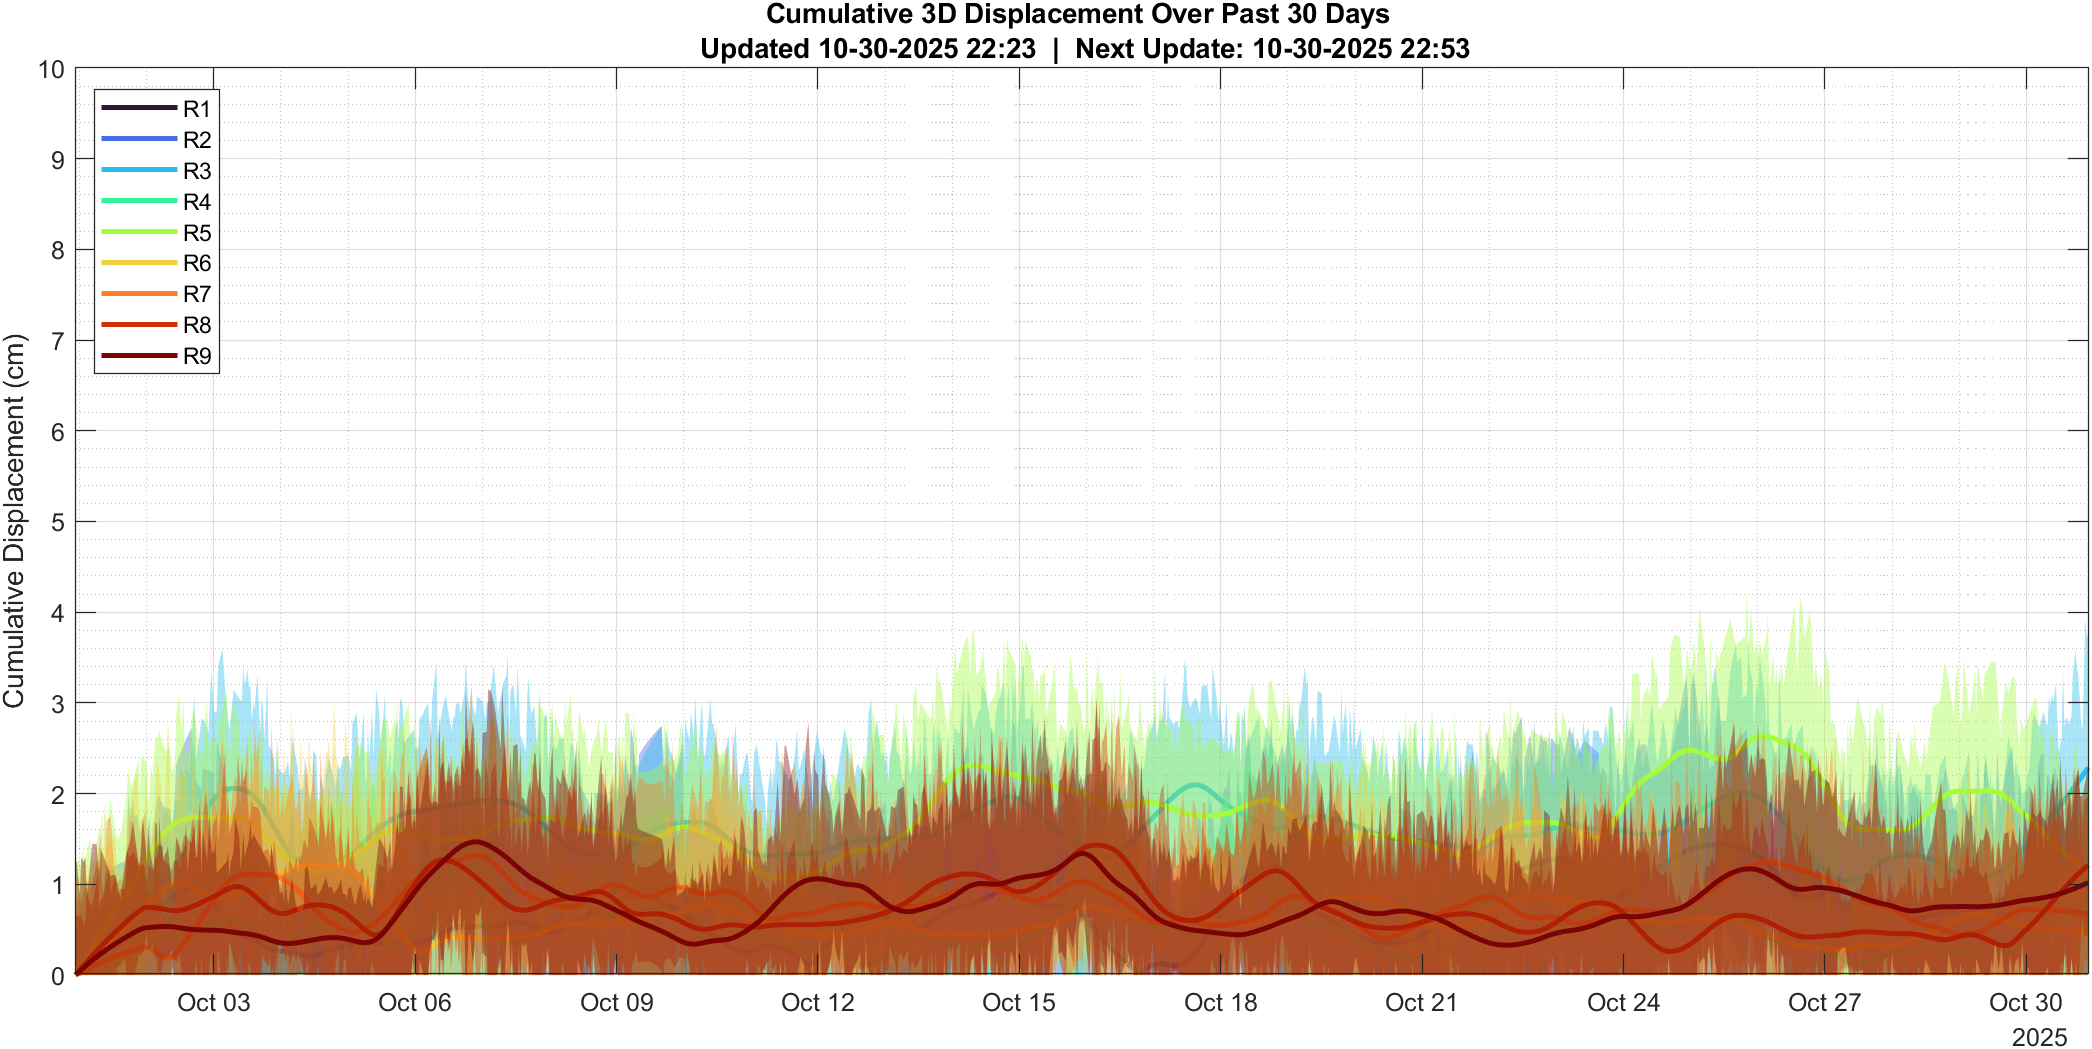 Cumulative 3D Displacement Over Past 30 Days
Updated 10-30-2025 22:23 | Next Update: 10-30-2025 22:53
Cumulative Displacement (cm)
10
9
8
7
6
5
4
3
2
1
0
R1
R2
R3
R4
R5
R6
R7
R8
R9
Oct 03
Oct 06
Oct 09
Oct 12
Oct 15
Oct 18
Oct 21
Oct 24
Oct 27
Oct 30
2025